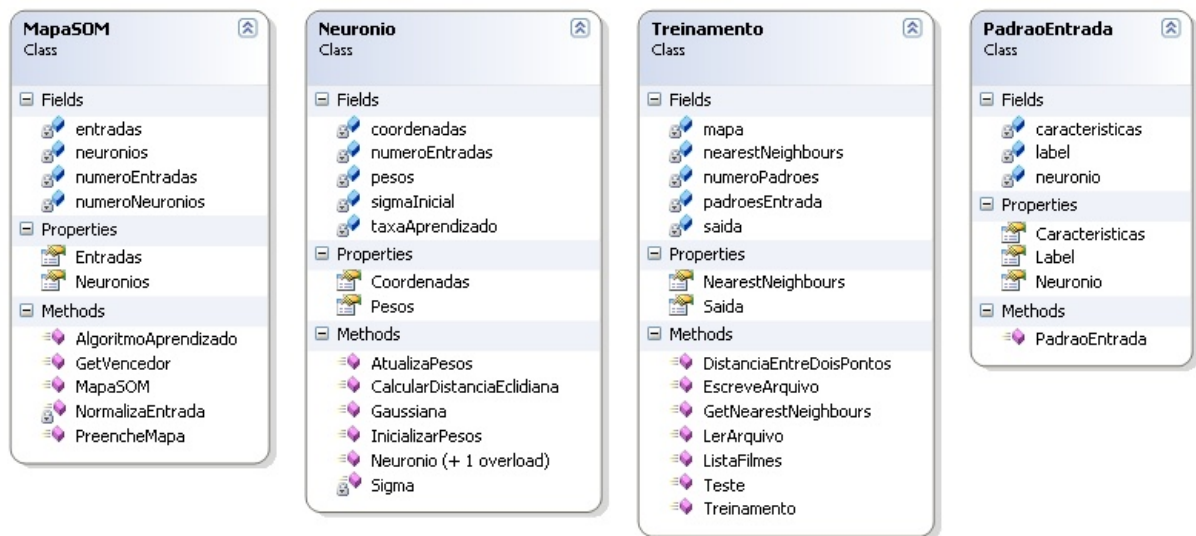 MapaSOM
Class
Fields
entradas
neuronios
numeroEntradas
numeroNeuronios
Properties
Entradas
Neuronios
Methods
AlgoritmoAprendizado
GetVencedor
MapaSOM
NormalizaEntrada
PreencheMapa
Neuronio
Class
Fields
coordenadas
numeroEntradas
pesos
sigmaInicial
taxaAprendizado
Properties
Coordenadas
Pesos
Methods
AtualizaPesos
CalcularDistanciaEclidiana
Gaussiana
InicializarPesos
Neuronio (+ 1 overload)
Sigma
Treinamento
Class
Fields
mapa
nearestNeighbours
numeroPadroes
padroesEntrada
saida
Properties
NearestNeighbours
Saida
Methods
DistanciaEntreDoisPontos
EscreveArquivo
GetNearestNeighbours
LerArquivo
ListaFilmes
Teste
Treinamento
PadraoEntrada
Class
Fields
caracteristicas
label
neuronio
Properties
Caracteristicas
Label
Neuronio
Methods
PadraoEntrada